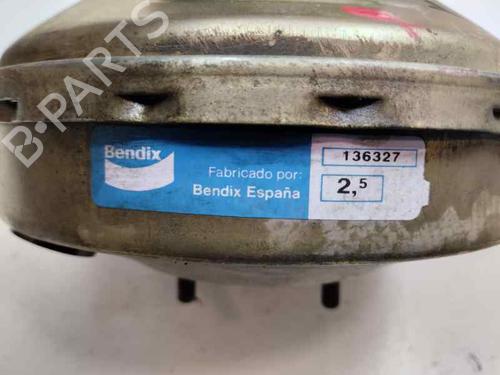 B-PARTS
Bendix
Fabricado por:
Bendix España
136327
2,5